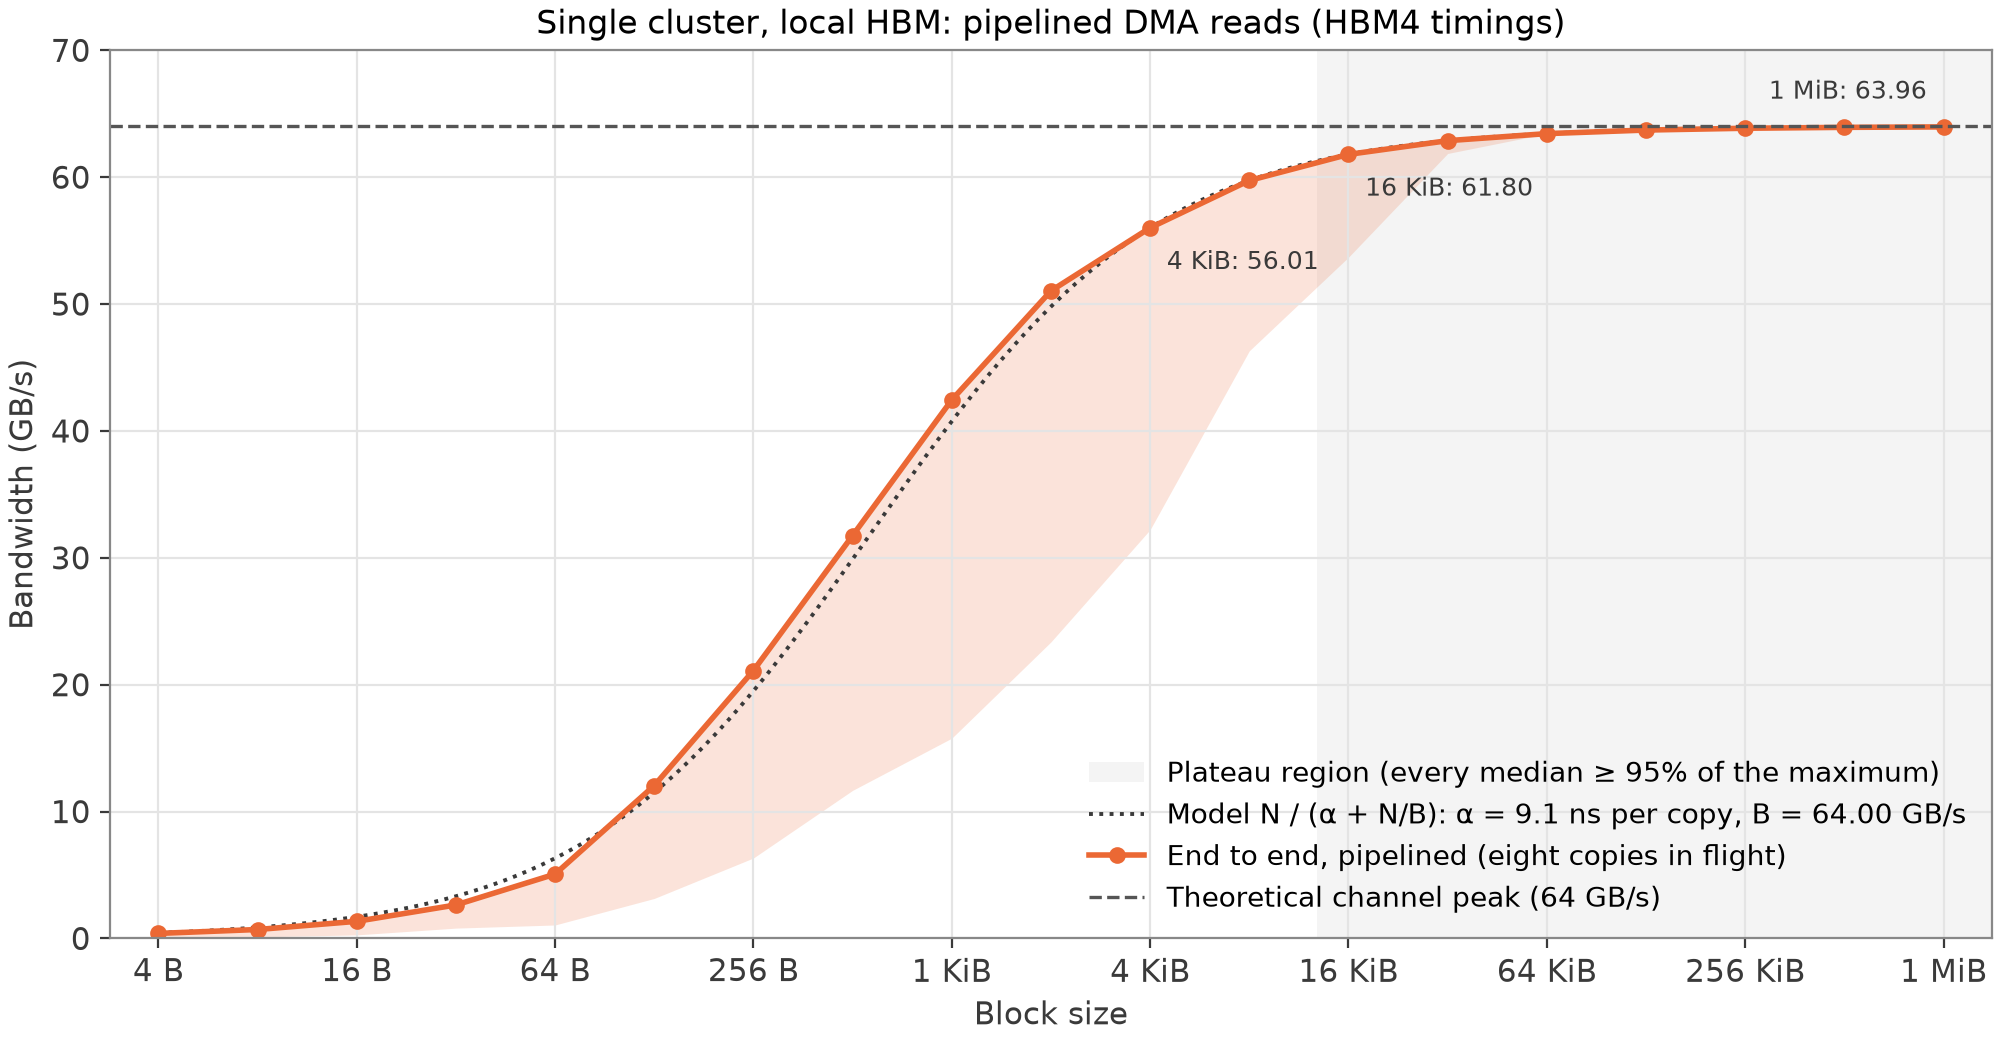 Single cluster, local HBM: pipelined DMA reads (HBM4 timings)
70
60
50
40
30
20
10
0
Bandwidth (GB/s)
1 MiB: 63.96
16 KiB: 61.80
4 KiB: 56.01
Plateau region (every median ≥ 95% of the maximum)
Model N / (α + N/B): α = 9.1 ns per copy, B = 64.00 GB/s
End to end, pipelined (eight copies in flight)
Theoretical channel peak (64 GB/s)
4 B 16 B 64 B 256 B 1 KiB 4 KiB 16 KiB 64 KiB 256 KiB 1 MiB
Block size